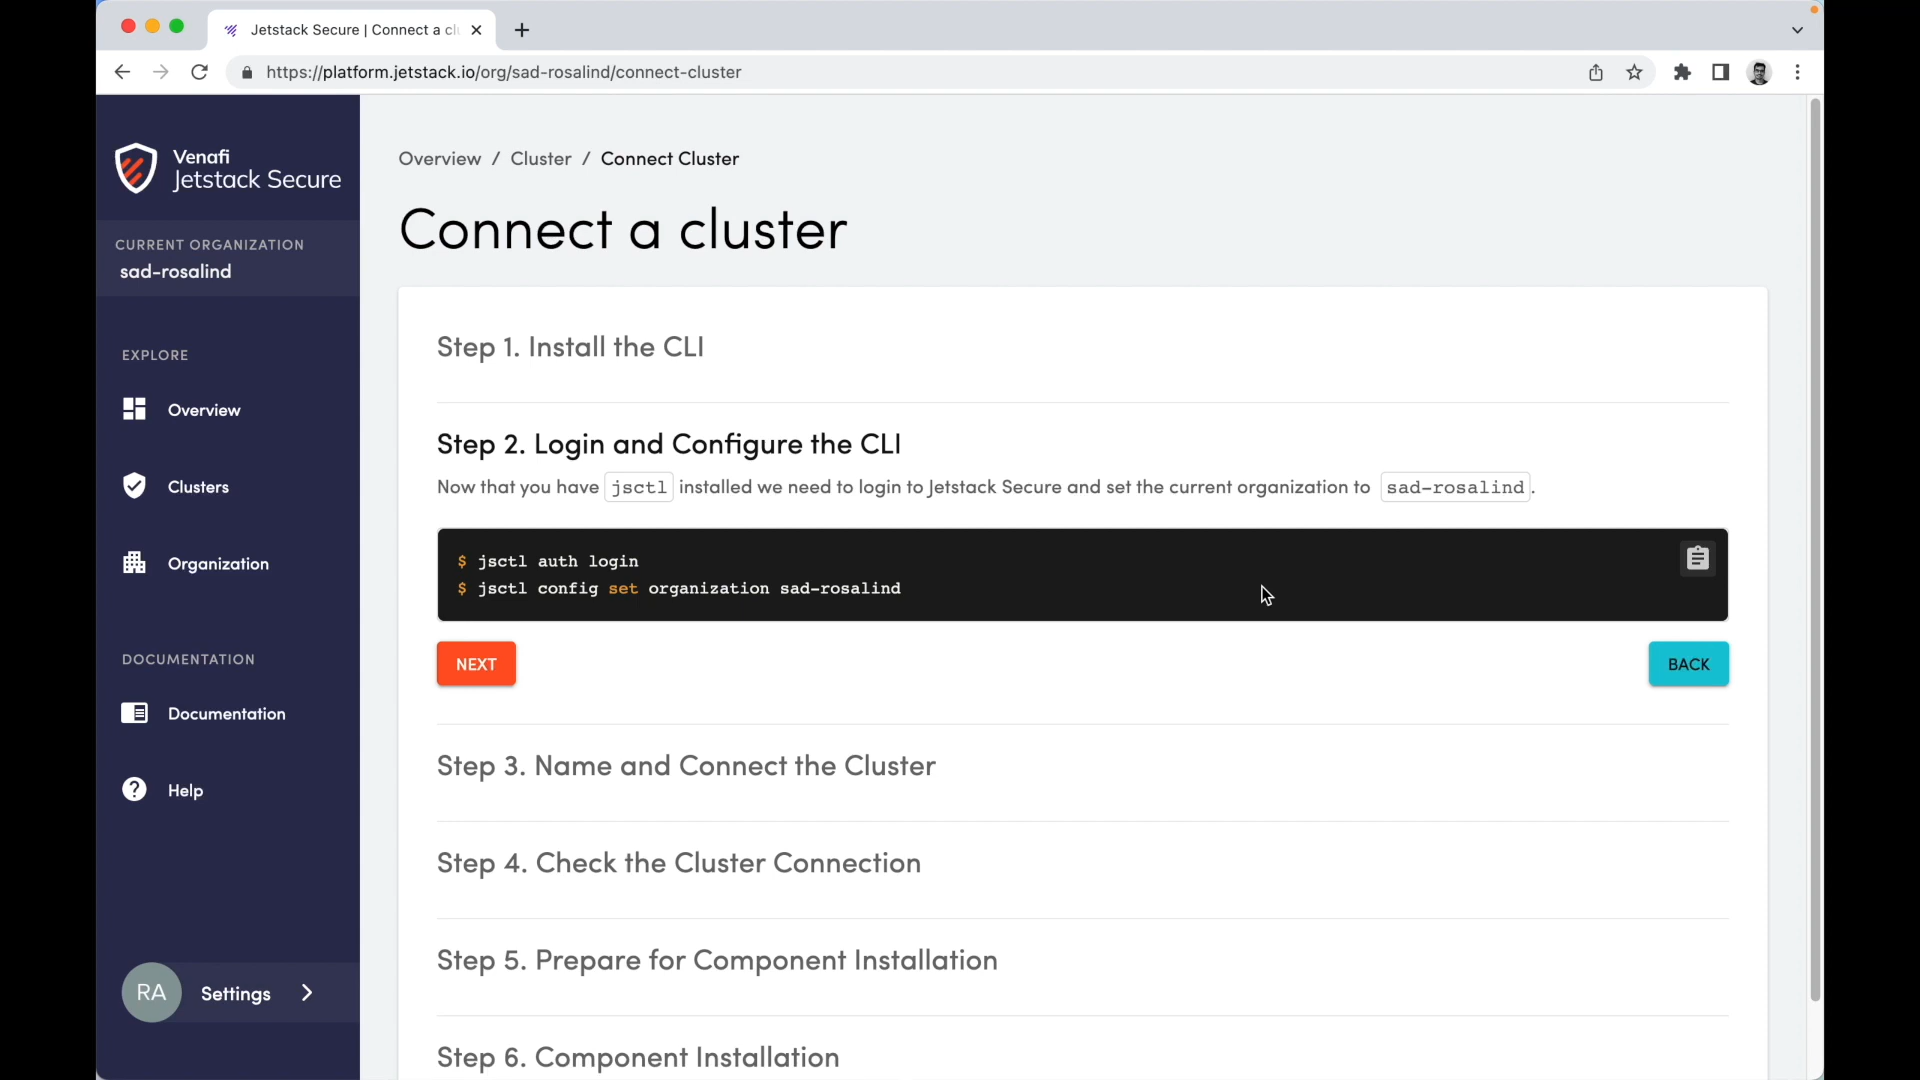 Jetstack Secure | Connect a cl
https://platform.jetstack.io/org/sad-rosalind/connect-cluster
Venafi
Jetstack Secure
CURRENT ORGANIZATION
sad-rosalind
EXPLORE
Overview
Clusters
Organization
DOCUMENTATION
Documentation
Help
RA
Settings
Overview / Cluster / Connect Cluster
Connect a cluster
Step 1. Install the CLI
Step 2. Login and Configure the CLI
Now that you have jsctl installed we need to login to Jetstack Secure and set the current organization to sad-rosalind.
$ jsctl auth login
$ jsctl config set organization sad-rosalind
NEXT
BACK
Step 3. Name and Connect the Cluster
Step 4. Check the Cluster Connection
Step 5. Prepare for Component Installation
Step 6. Component Installation